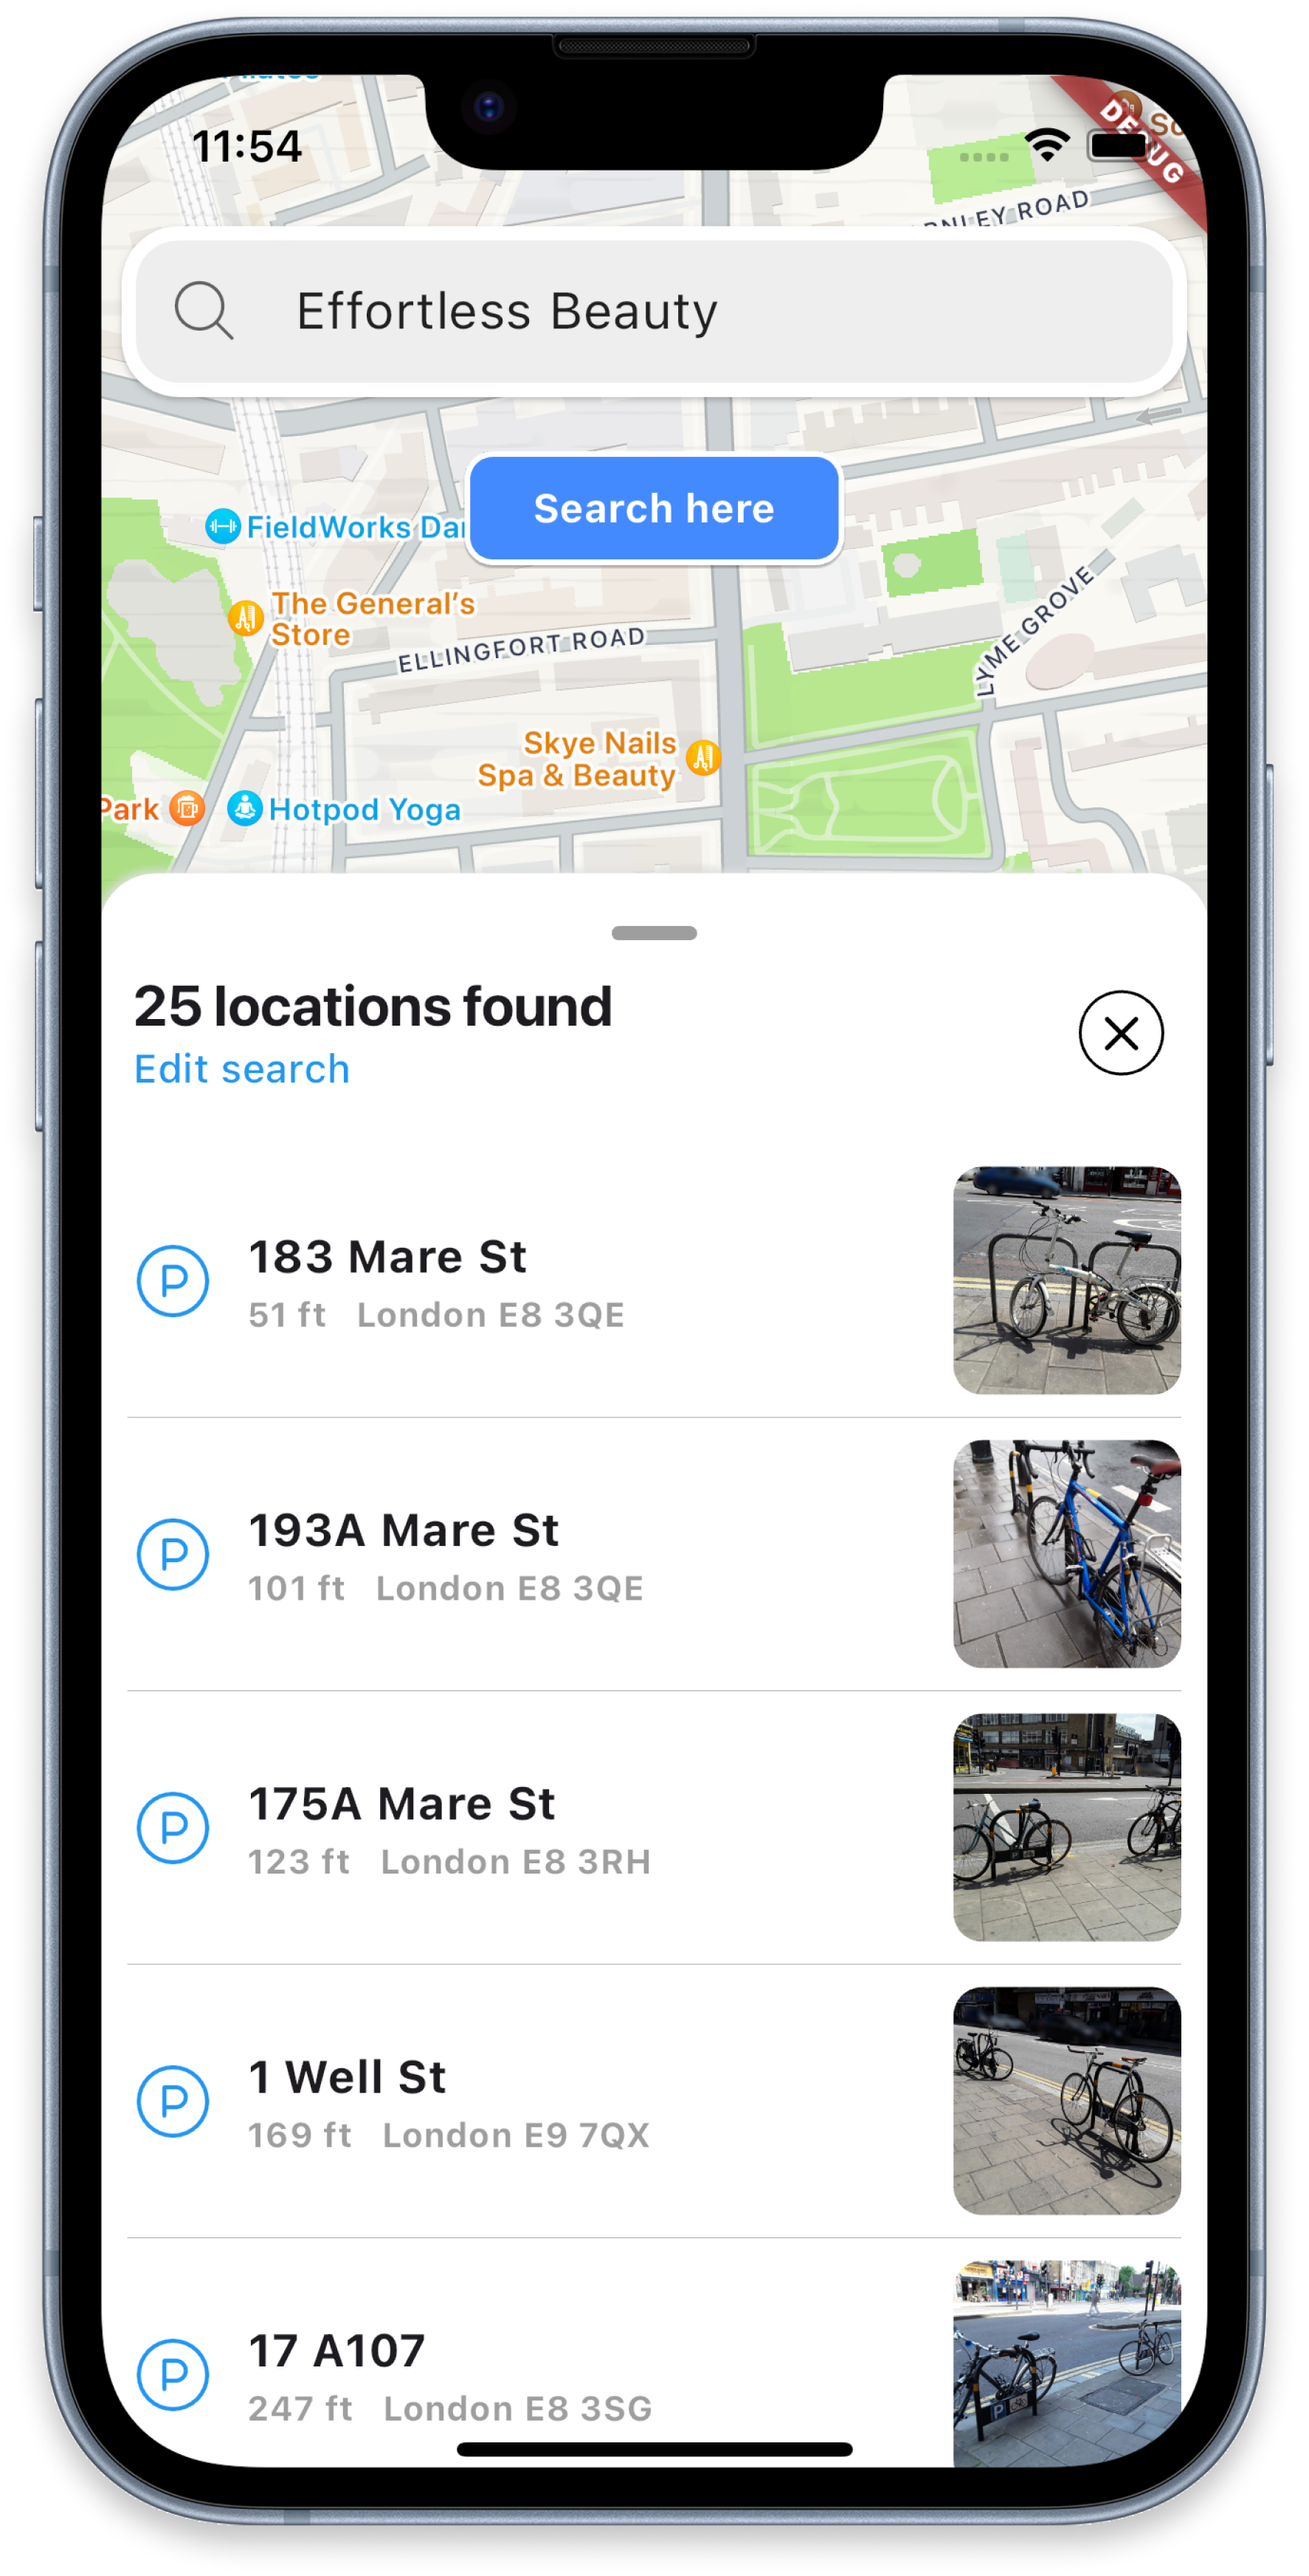 11:54
DEBUG
RNLEY ROAD
Effortless Beauty
Search here
FieldWorks Dan
The General's
Store
ELLINGFORT ROAD
LYME GROVE
Skye Nails
Spa & Beauty
Park
Hotpod Yoga
25 locations found
Edit search
183 Mare St
51 ft London E8 3QE
193A Mare St
101 ft London E8 3QE
175A Mare St
123 ft London E8 3RH
1 Well St
169 ft London E9 7QX
17 A107
247 ft London E8 3SG